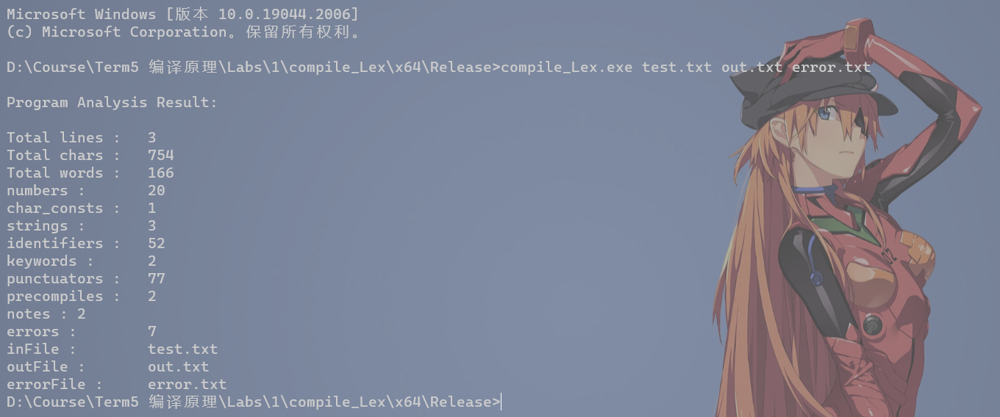 Microsoft Windows [版本 10.0.19044.2006]
(c) Microsoft Corporation。保留所有权利。
D:\Course\Term5 编译原理\Labs\1\compile_Lex\x64\Release>compile_Lex.exe test.txt out.txt error.txt
Program Analysis Result:
Total lines :   3
Total chars :   754
Total words :   166
numbers :       20
char_consts :   1
strings :       3
identifiers :   52
keywords :      2
punctuators :   77
precompiles :   2
notes : 2
errors :        7
inFile :        test.txt
outFile :       out.txt
errorFile :     error.txt
D:\Course\Term5 编译原理\Labs\1\compile_Lex\x64\Release>
02